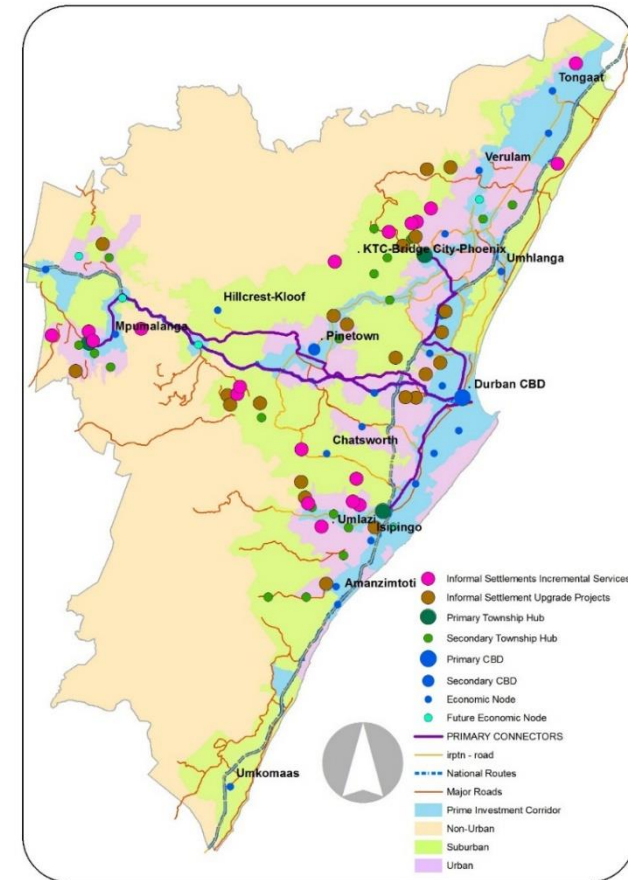 Tongaat
Verulam
. KTC-Bridge City-Phoenix
Umhlanga
Hillcrest-Kloof
Mpumalanga
. Pinetown
. Durban CBD
Chatsworth
. Umlazi
Isipingo
Amanzimtoti
Umkomaas
Informal Settlements Incremental Services
Informal Settlement Upgrade Projects
Primary Township Hub
Secondary Township Hub
Primary CBD
Secondary CBD
Economic Node
Future Economic Node
PRIMARY CONNECTORS
irptn - road
National Routes
Major Roads
Prime Investment Corridor
Non-Urban
Suburban
Urban